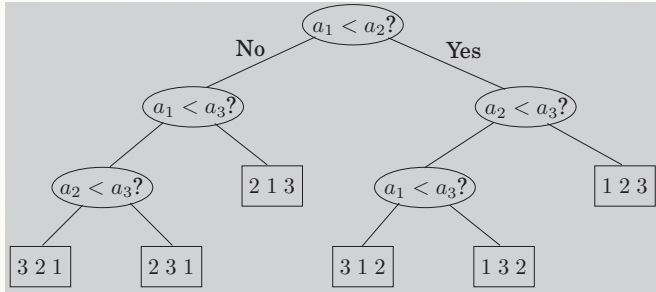 a₁ < a₂?
No Yes
a₁ < a₃? a₂ < a₃?
a₂ < a₃? 2 1 3 a₁ < a₃? 1 2 3
3 2 1 2 3 1 3 1 2 1 3 2